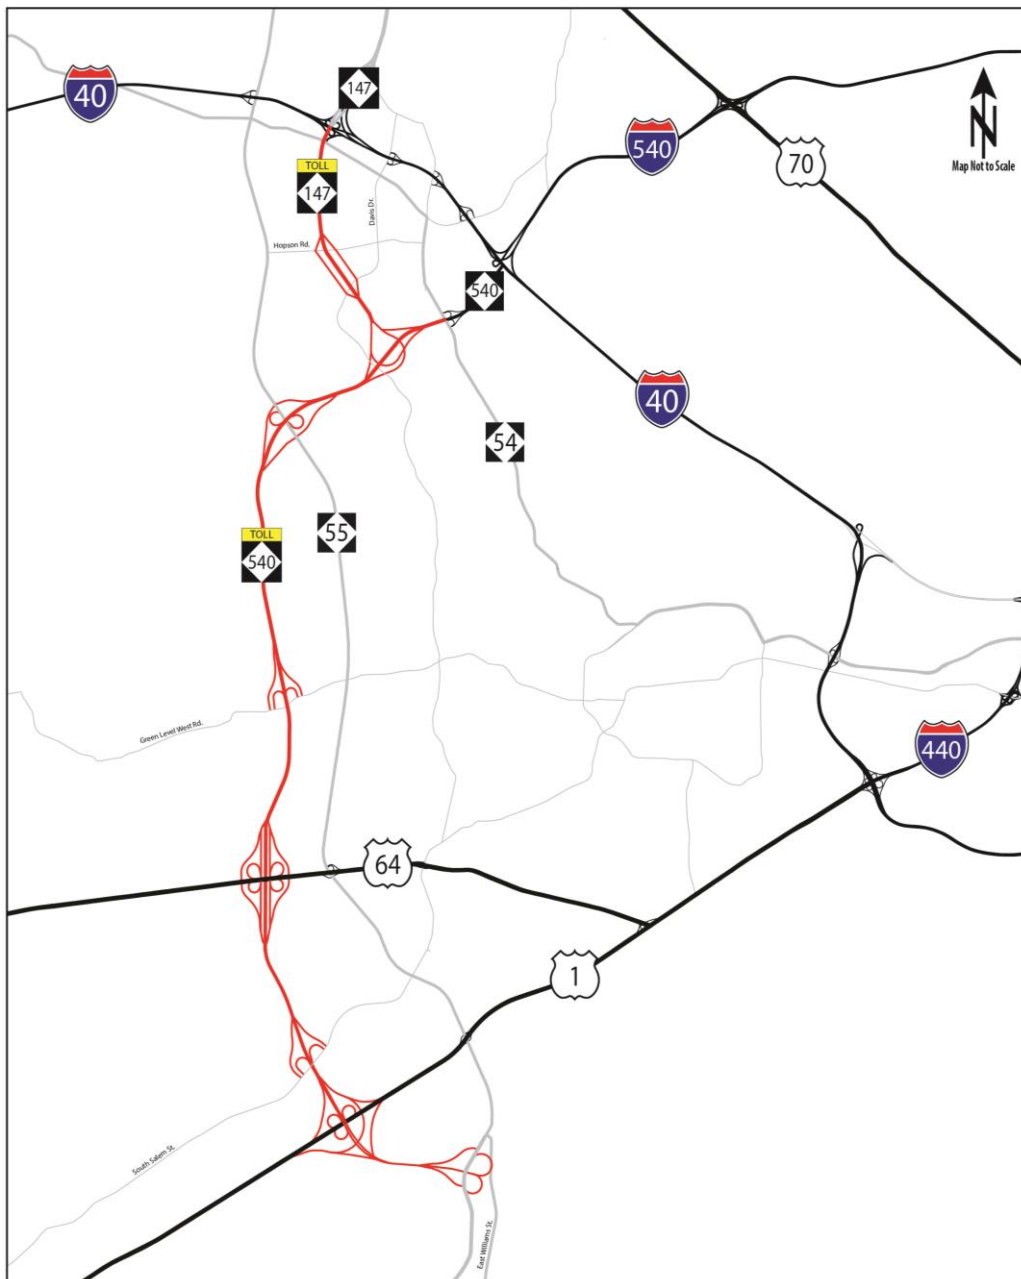 147
40
540
70
N
Map Not to Scale
TOLL
147
Davis Dr.
Hopson Rd.
540
40
54
TOLL
540
55
Green Level West Rd.
440
64
1
South Salem St.
East Williams St.